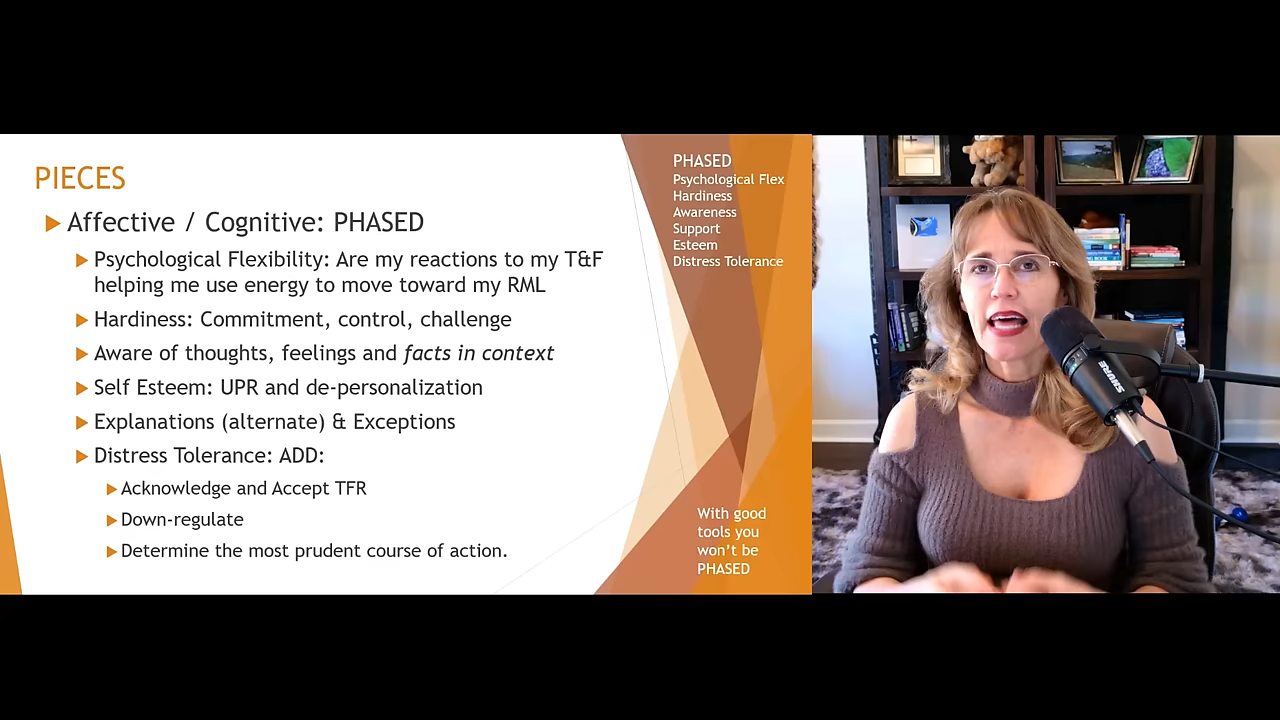 PIECES
Affective / Cognitive: PHASED
Psychological Flexibility: Are my reactions to my T&F
helping me use energy to move toward my RML
Hardiness: Commitment, control, challenge
Aware of thoughts, feelings and facts in context
Self Esteem: UPR and de-personalization
Explanations (alternate) & Exceptions
Distress Tolerance: ADD:
Acknowledge and Accept TFR
Down-regulate
Determine the most prudent course of action.
PHASED
Psychological Flex
Hardiness
Awareness
Support
Esteem
Distress Tolerance
With good
tools you
won't be
PHASED
SHURE